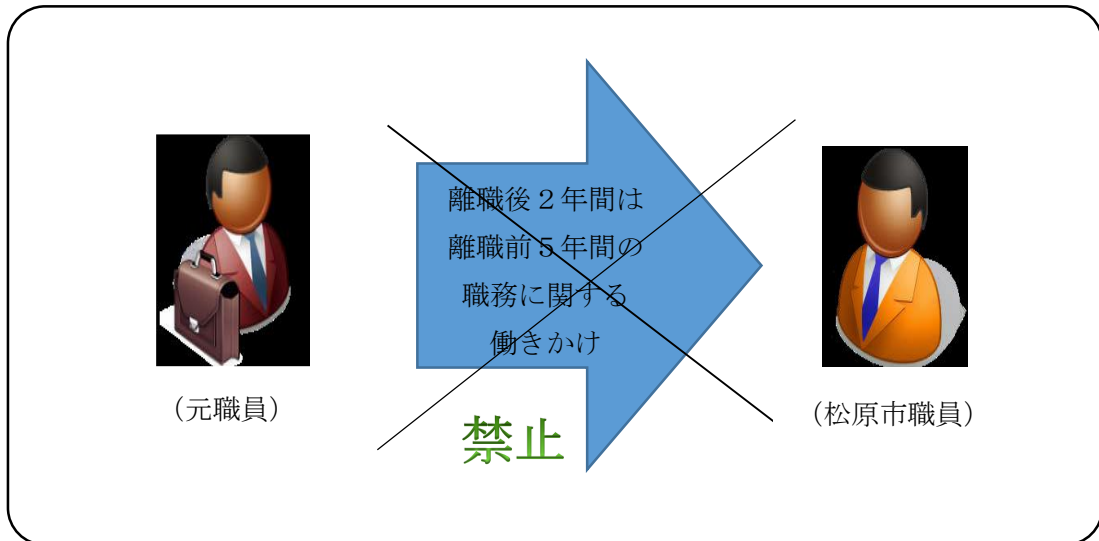 離職後２年間は
離職前５年間の
職務に関する
働きかけ
（元職員）
（松原市職員）
禁止